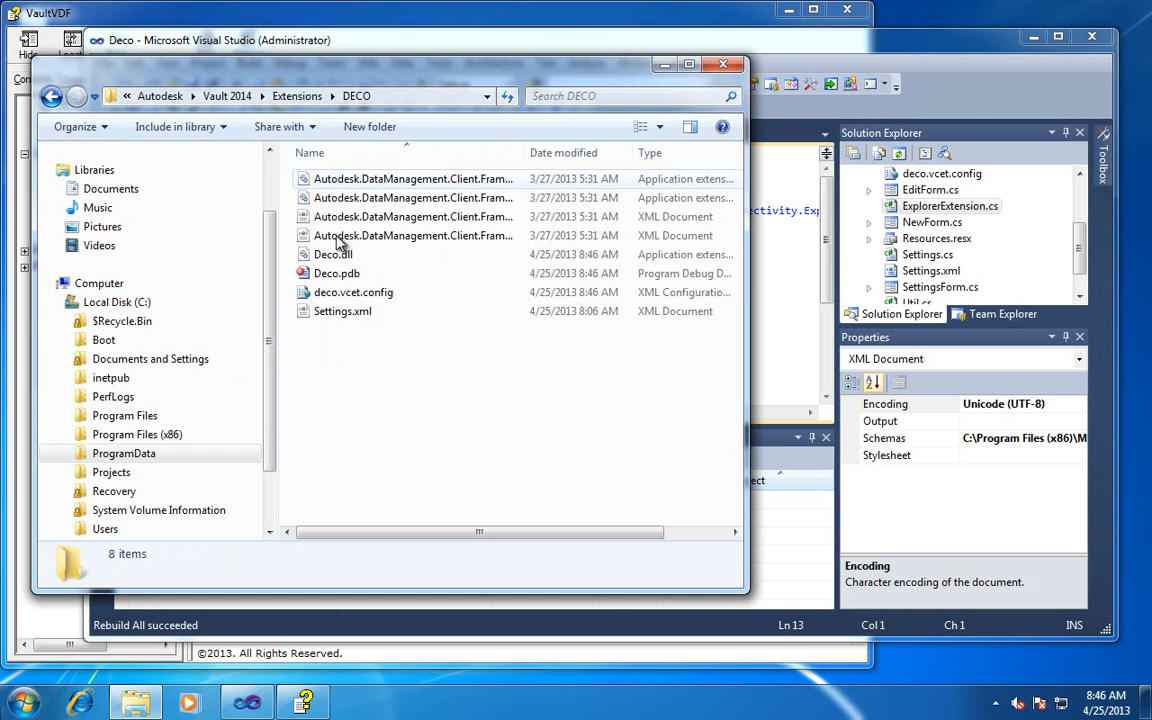 VaultVDF
Hide
Deco - Microsoft Visual Studio (Administrator)
« Autodesk Vault 2014 Extensions DECO
Search DECO
Organize Include in library Share with New folder
Name Date modified Type
Libraries
Documents
Music
Pictures
Videos
Computer
Local Disk (C:)
$Recycle.Bin
Boot
Documents and Settings
inetpub
PerfLogs
Program Files
Program Files (x86)
ProgramData
Projects
Recovery
System Volume Information
Users
Autodesk.DataManagement.Client.Fram... 3/27/2013 5:31 AM Application extens...
Autodesk.DataManagement.Client.Fram... 3/27/2013 5:31 AM Application extens...
Autodesk.DataManagement.Client.Fram... 3/27/2013 5:31 AM XML Document
Autodesk.DataManagement.Client.Fram... 3/27/2013 5:31 AM XML Document
Deco.dll 4/25/2013 8:46 AM Application extens...
Deco.pdb 4/25/2013 8:46 AM Program Debug D...
deco.vcet.config 4/25/2013 8:46 AM XML Configuratio...
Settings.xml 4/25/2013 8:06 AM XML Document
8 items
ectivity.Exp
ect
Solution Explorer
deco.vcet.config
EditForm.cs
ExplorerExtension.cs
NewForm.cs
Resources.resx
Settings.cs
Settings.xml
SettingsForm.cs
Util.cs
Solution Explorer Team Explorer
Toolbox
Properties
XML Document
Encoding Unicode (UTF-8)
Output
Schemas C:\Program Files (x86)\M
Stylesheet
Encoding
Character encoding of the document.
Rebuild All succeeded Ln 13 Col 1 Ch 1 INS
©2013. All Rights Reserved.
8:46 AM
4/25/2013